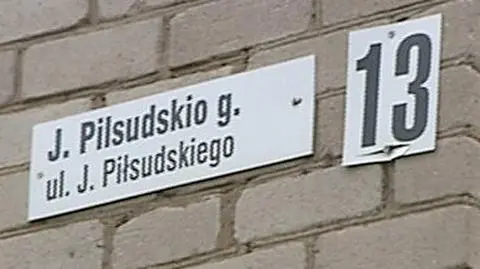 J. Pilsudskio g.
ul. J. Piłsudskiego
13